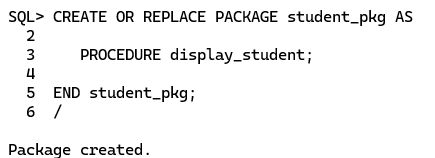 SQL> CREATE OR REPLACE PACKAGE student_pkg AS
  2
  3     PROCEDURE display_student;
  4
  5  END student_pkg;
  6  /

Package created.